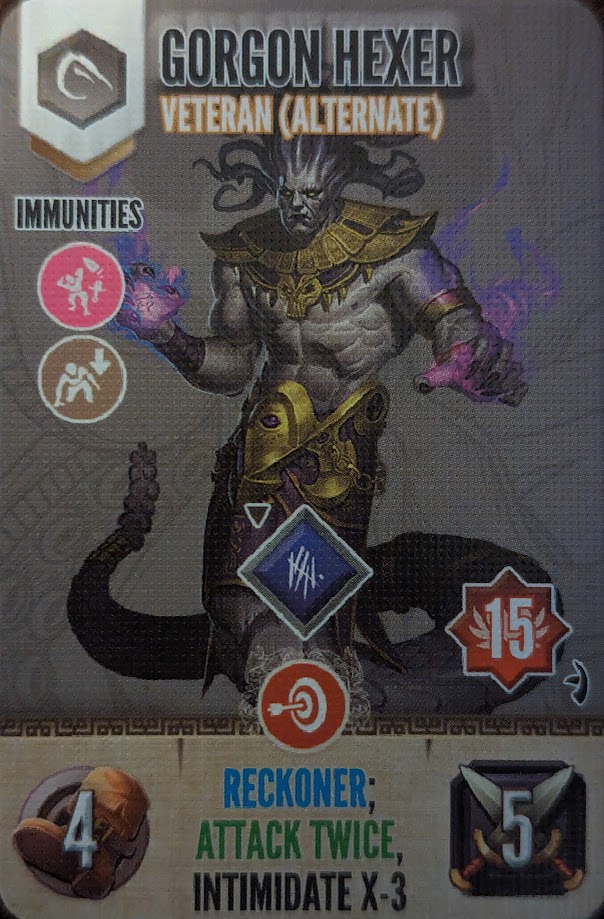 GORGON HEXER
VETERAN (ALTERNATE)
IMMUNITIES
15
4
RECKONER;
ATTACK TWICE,
INTIMIDATE X-3
5